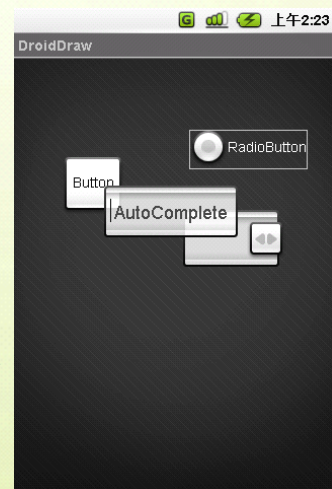 G 上午2:23
DroidDraw
RadioButton
Button
AutoComplete